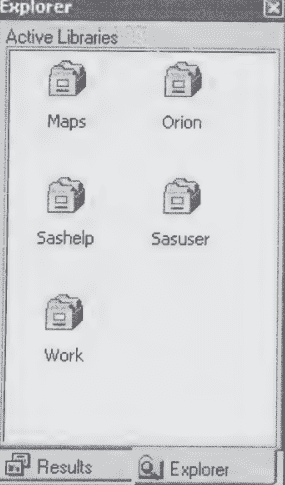 Explorer
Active Libraries
Maps Orion
Sashelp Sasuser
Work
Results Explorer